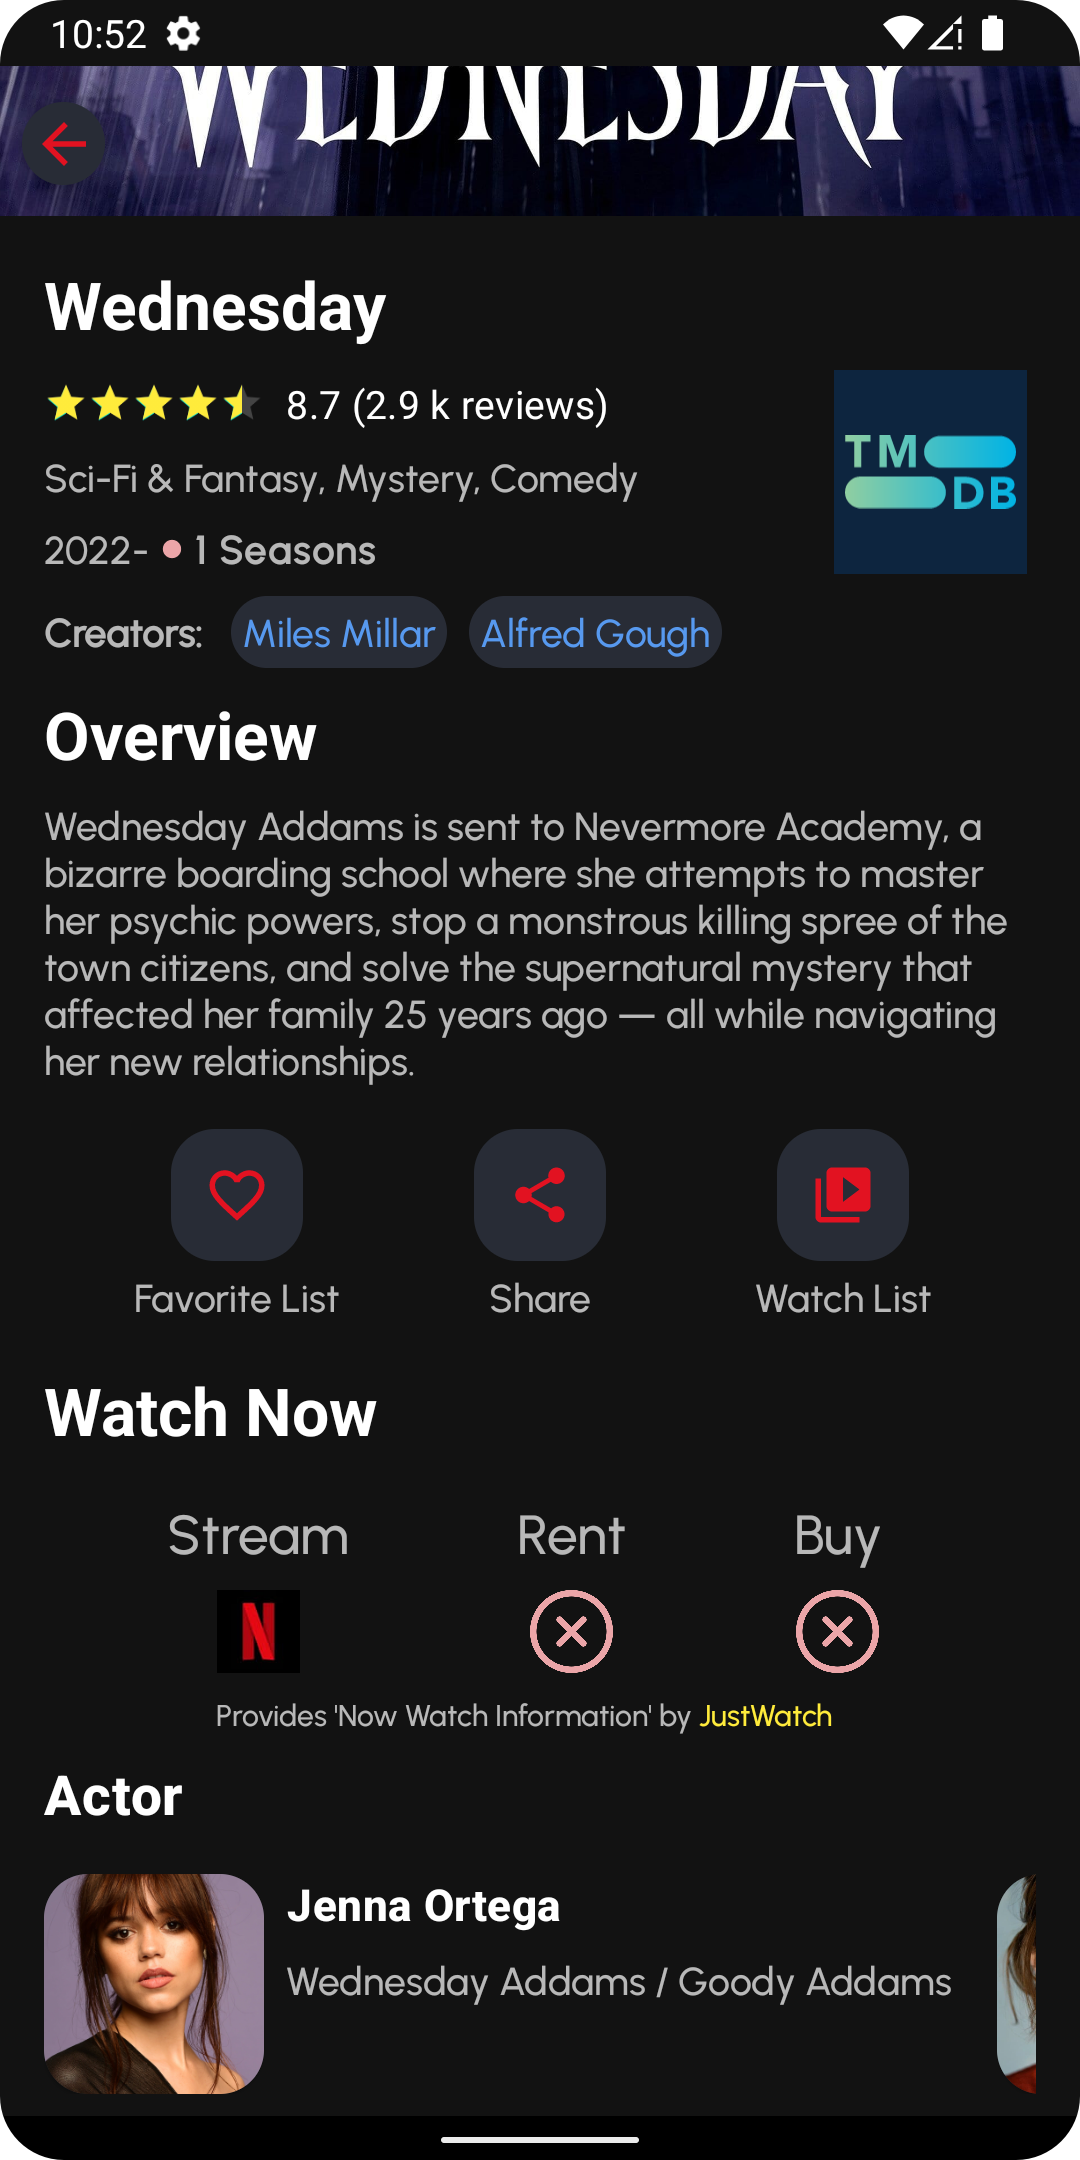 10:52
WEDNESDAY
Wednesday
8.7 (2.9 k reviews)
TM
DB
Sci-Fi & Fantasy, Mystery, Comedy
2022- 1 Seasons
Creators: Miles Millar Alfred Gough
Overview
Wednesday Addams is sent to Nevermore Academy, a
bizarre boarding school where she attempts to master
her psychic powers, stop a monstrous killing spree of the
town citizens, and solve the supernatural mystery that
affected her family 25 years ago — all while navigating
her new relationships.
Favorite List Share Watch List
Watch Now
Stream Rent Buy
N
Provides 'Now Watch Information' by JustWatch
Actor
Jenna Ortega
Wednesday Addams / Goody Addams